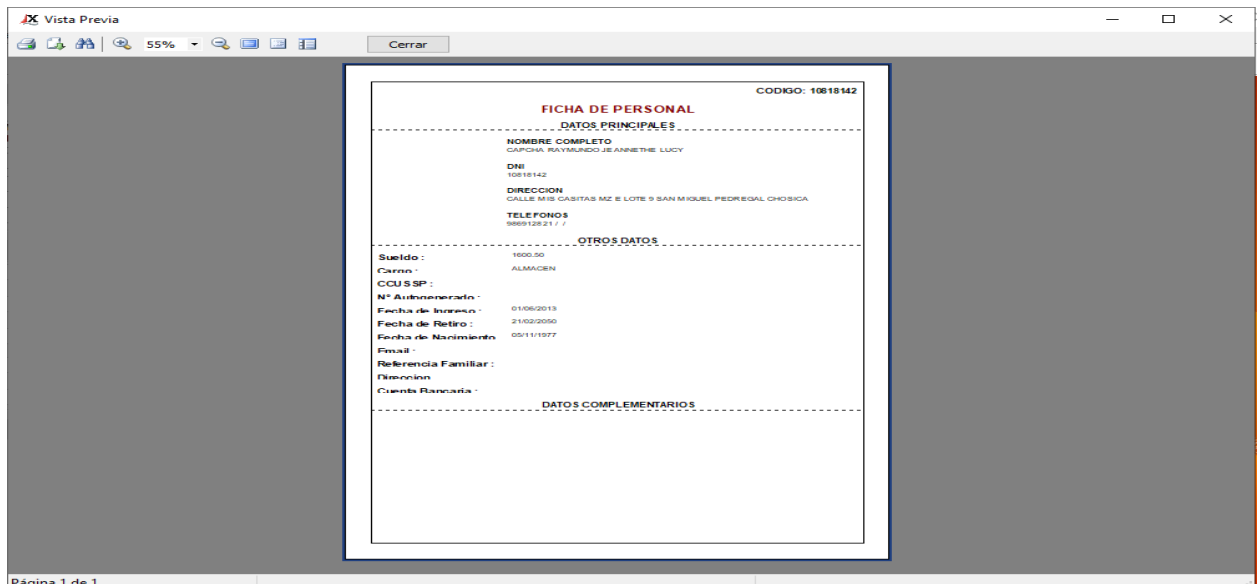 Vista Previa
55%
Cerrar
CODIGO: 10818142
FICHA DE PERSONAL
DATOS PRINCIPALES
NOMBRE COMPLETO
CAPCHA RAYMUNDO JEANNETHE LUCY
DNI
10818142
DIRECCION
CALLE MIS CASITAS MZ E LOTE 9 SAN MIGUEL PEDREGAL CHOSICA
TELEFONOS
986912821 / /
OTROS DATOS
Sueldo : 1600.50
Cargo : ALMACEN
CCUSSP :
Nº Autogenerado :
Fecha de Ingreso : 01/06/2013
Fecha de Retiro : 21/02/2050
Fecha de Nacimiento 05/11/1977
Email :
Referencia Familiar :
Direccion
Cuenta Bancaria :
DATOS COMPLEMENTARIOS
Página 1 de 1